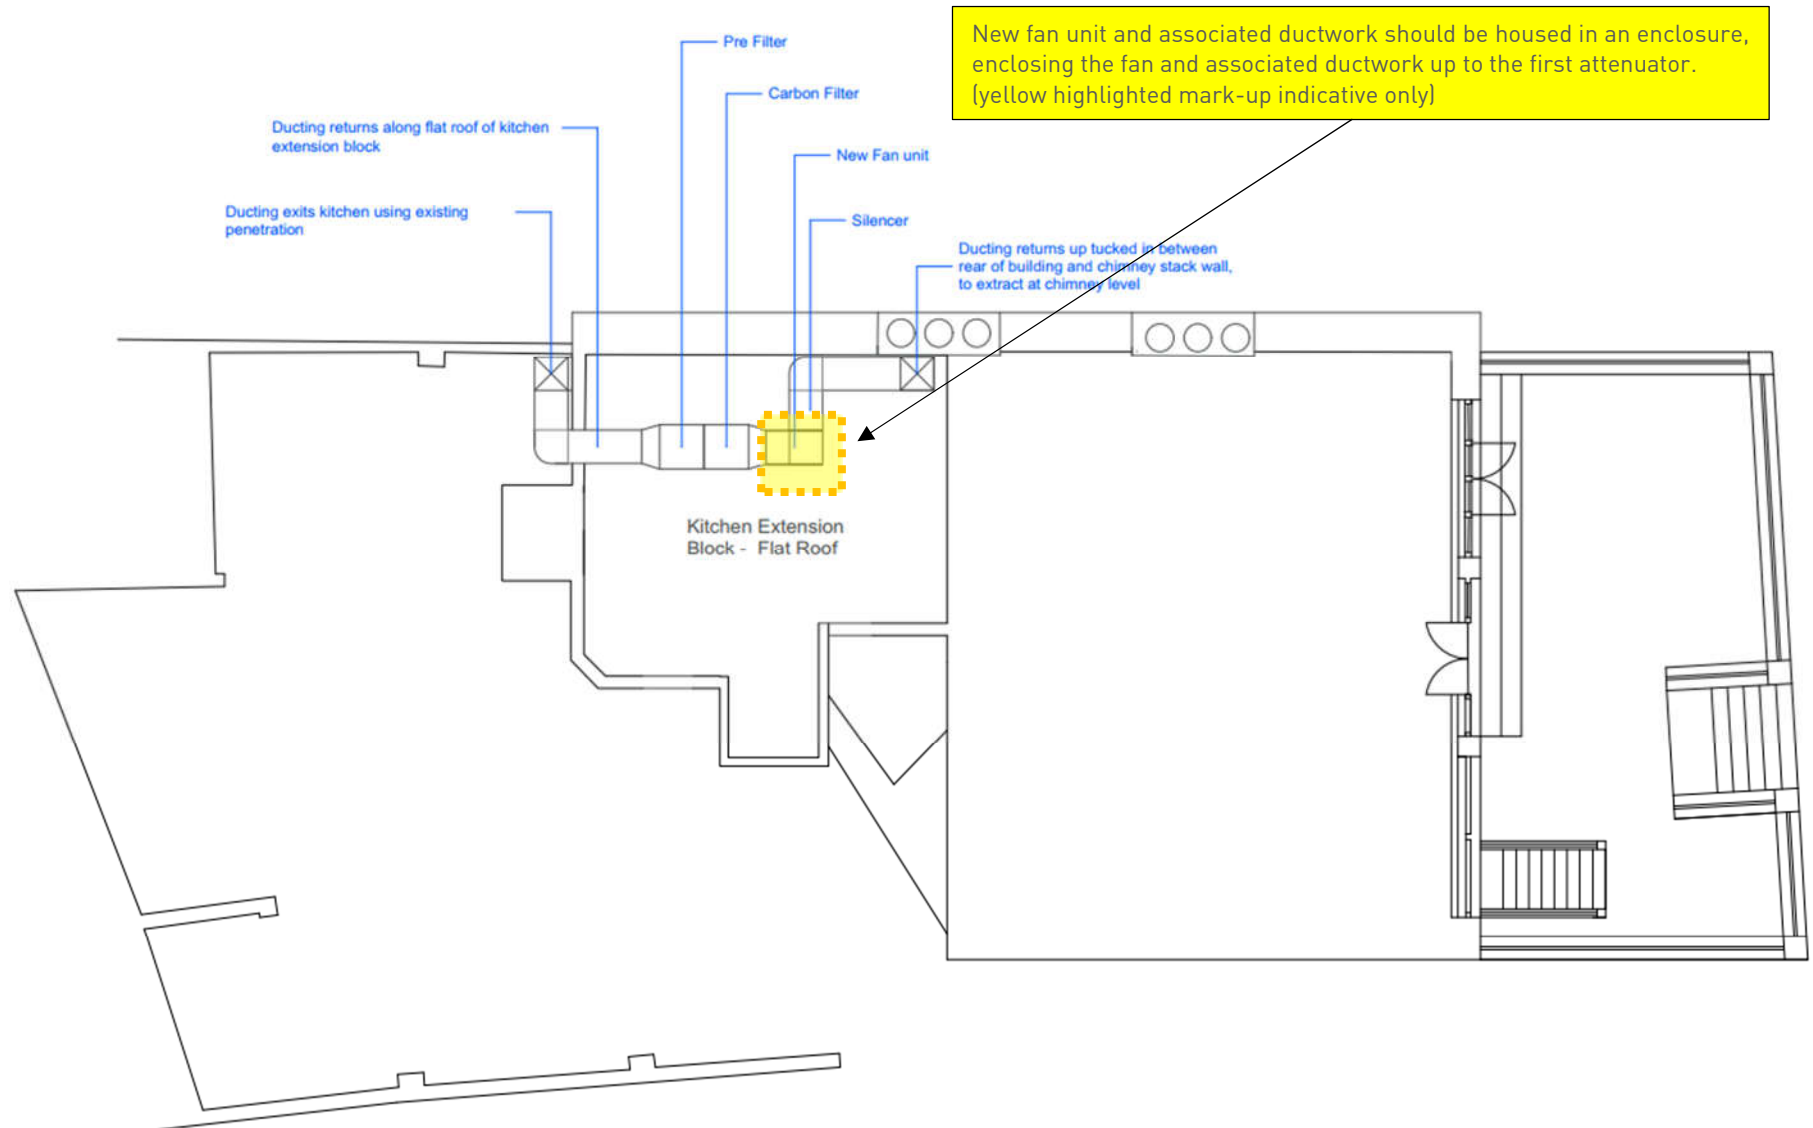 New fan unit and associated ductwork should be housed in an enclosure,
enclosing the fan and associated ductwork up to the first attenuator.
(yellow highlighted mark-up indicative only)
Pre Filter
Carbon Filter
Ducting returns along flat roof of kitchen
extension block
New Fan unit
Ducting exits kitchen using existing
penetration
Silencer
Ducting returns up tucked in between
rear of building and chimney stack wall,
to extract at chimney level
Kitchen Extension
Block - Flat Roof